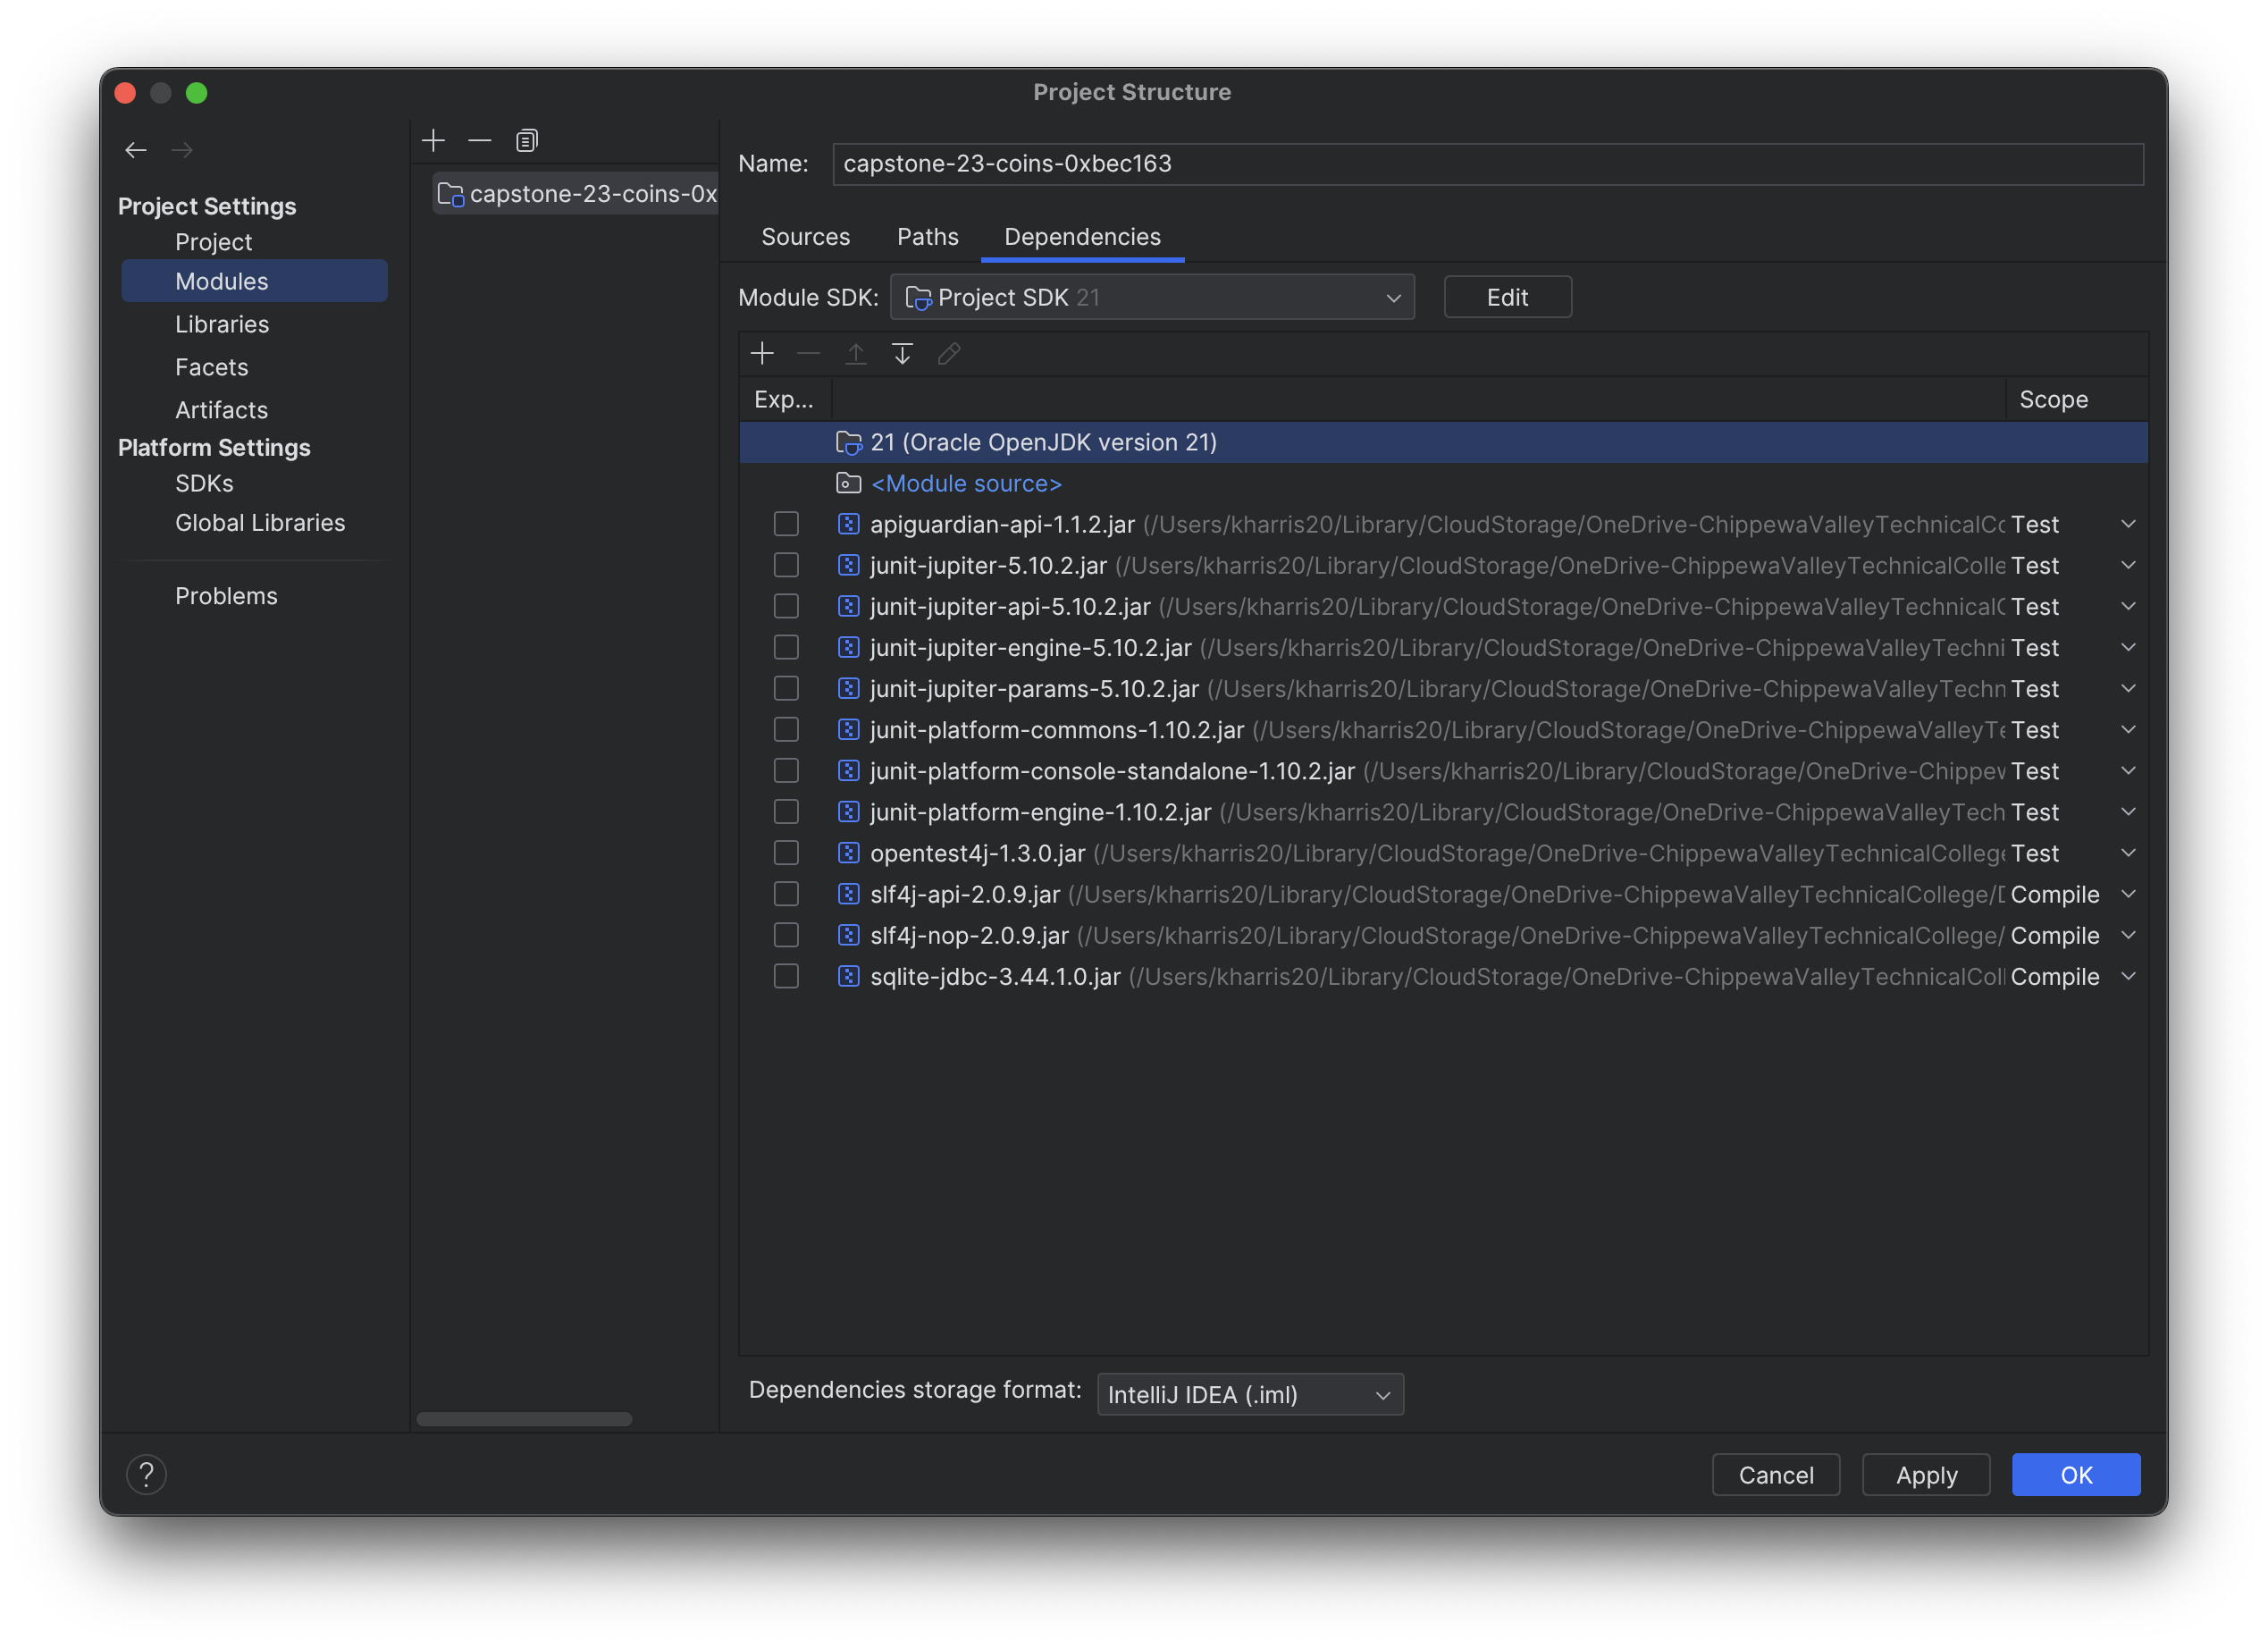 Project Structure
Project Settings
Project
Modules
Libraries
Facets
Artifacts
Platform Settings
SDKs
Global Libraries
Problems
capstone-23-coins-0x
Name: capstone-23-coins-0xbec163
Sources Paths Dependencies
Module SDK: Project SDK 21 Edit
Exp... Scope
21 (Oracle OpenJDK version 21)
<Module source>
apiguardian-api-1.1.2.jar (/Users/kharris20/Library/CloudStorage/OneDrive-ChippewaValleyTechnicalCo Test
junit-jupiter-5.10.2.jar (/Users/kharris20/Library/CloudStorage/OneDrive-ChippewaValleyTechnicalColle Test
junit-jupiter-api-5.10.2.jar (/Users/kharris20/Library/CloudStorage/OneDrive-ChippewaValleyTechnicalC Test
junit-jupiter-engine-5.10.2.jar (/Users/kharris20/Library/CloudStorage/OneDrive-ChippewaValleyTechni Test
junit-jupiter-params-5.10.2.jar (/Users/kharris20/Library/CloudStorage/OneDrive-ChippewaValleyTechn Test
junit-platform-commons-1.10.2.jar (/Users/kharris20/Library/CloudStorage/OneDrive-ChippewaValleyTe Test
junit-platform-console-standalone-1.10.2.jar (/Users/kharris20/Library/CloudStorage/OneDrive-Chippew Test
junit-platform-engine-1.10.2.jar (/Users/kharris20/Library/CloudStorage/OneDrive-ChippewaValleyTech Test
opentest4j-1.3.0.jar (/Users/kharris20/Library/CloudStorage/OneDrive-ChippewaValleyTechnicalCollege Test
slf4j-api-2.0.9.jar (/Users/kharris20/Library/CloudStorage/OneDrive-ChippewaValleyTechnicalCollege/D Compile
slf4j-nop-2.0.9.jar (/Users/kharris20/Library/CloudStorage/OneDrive-ChippewaValleyTechnicalCollege/ Compile
sqlite-jdbc-3.44.1.0.jar (/Users/kharris20/Library/CloudStorage/OneDrive-ChippewaValleyTechnicalColl Compile
Dependencies storage format: IntelliJ IDEA (.iml)
? Cancel Apply OK